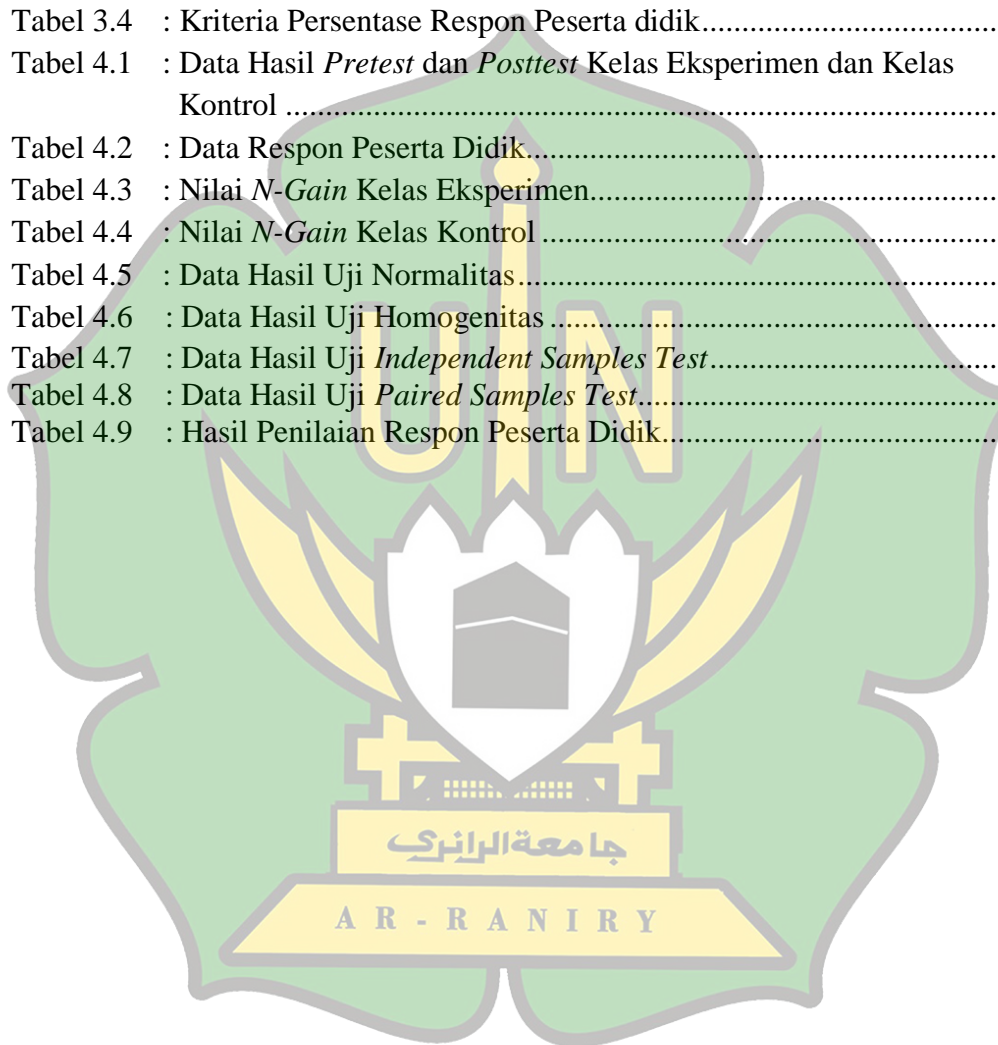 Tabel 3.4 : Kriteria Persentase Respon Peserta didik...................................
Tabel 4.1 : Data Hasil Pretest dan Posttest Kelas Eksperimen dan Kelas
Kontrol ...........................................................................................
Tabel 4.2 : Data Respon Peserta Didik...........................................................
Tabel 4.3 : Nilai N-Gain Kelas Eksperimen..................................................
Tabel 4.4 : Nilai N-Gain Kelas Kontrol .........................................................
Tabel 4.5 : Data Hasil Uji Normalitas............................................................
Tabel 4.6 : Data Hasil Uji Homogenitas ........................................................
Tabel 4.7 : Data Hasil Uji Independent Samples Test...................................
Tabel 4.8 : Data Hasil Uji Paired Samples Test.............................................
Tabel 4.9 : Hasil Penilaian Respon Peserta Didik.........................................
UIN
جامعة الرانري
AR-RANIRY